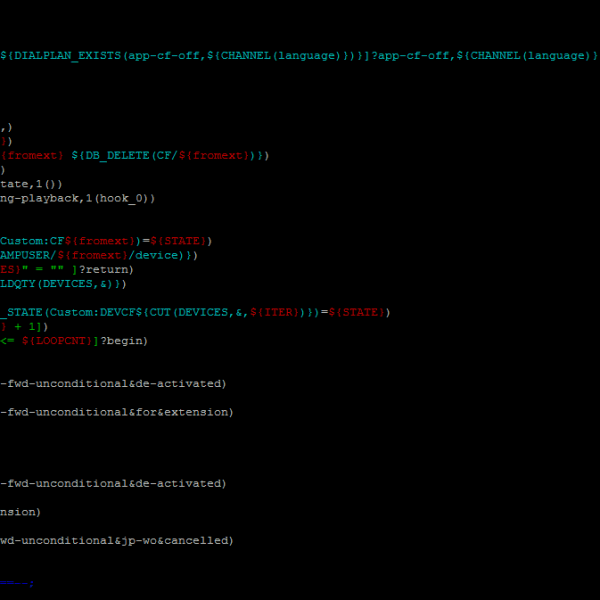 ${DIALPLAN_EXISTS(app-cf-off,${CHANNEL(language)})}]?app-cf-off,${CHANNEL(language)}
,)
])
{fromext} ${DB_DELETE(CF/${fromext})})
)
tate,1())
ng-playback,1(hook_0))
Custom:CF${fromext})=${STATE})
AMPUSER/${fromext}/device)})
ES}" = "" ]?return)
LDQTY(DEVICES,&)})
_STATE(Custom:DEVCF${CUT(DEVICES,&,${ITER})})=${STATE})
} + 1])
<= ${LOOPCNT}]?begin)
-fwd-unconditional&de-activated)
-fwd-unconditional&for&extension)
-fwd-unconditional&de-activated)
nsion)
wd-unconditional&jp-wo&cancelled)
==--;